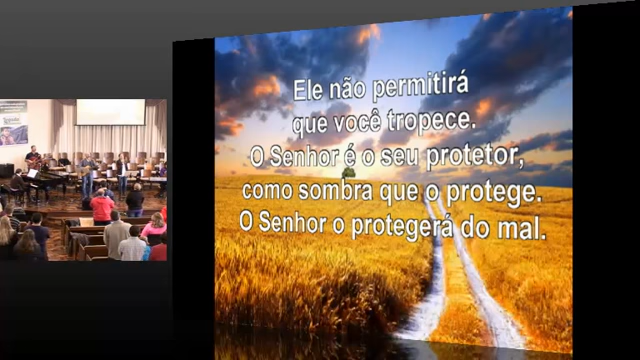 Ele não permitirá
que você tropece.
O Senhor é o seu protetor,
como sombra que o protege.
O Senhor o protegerá do mal.